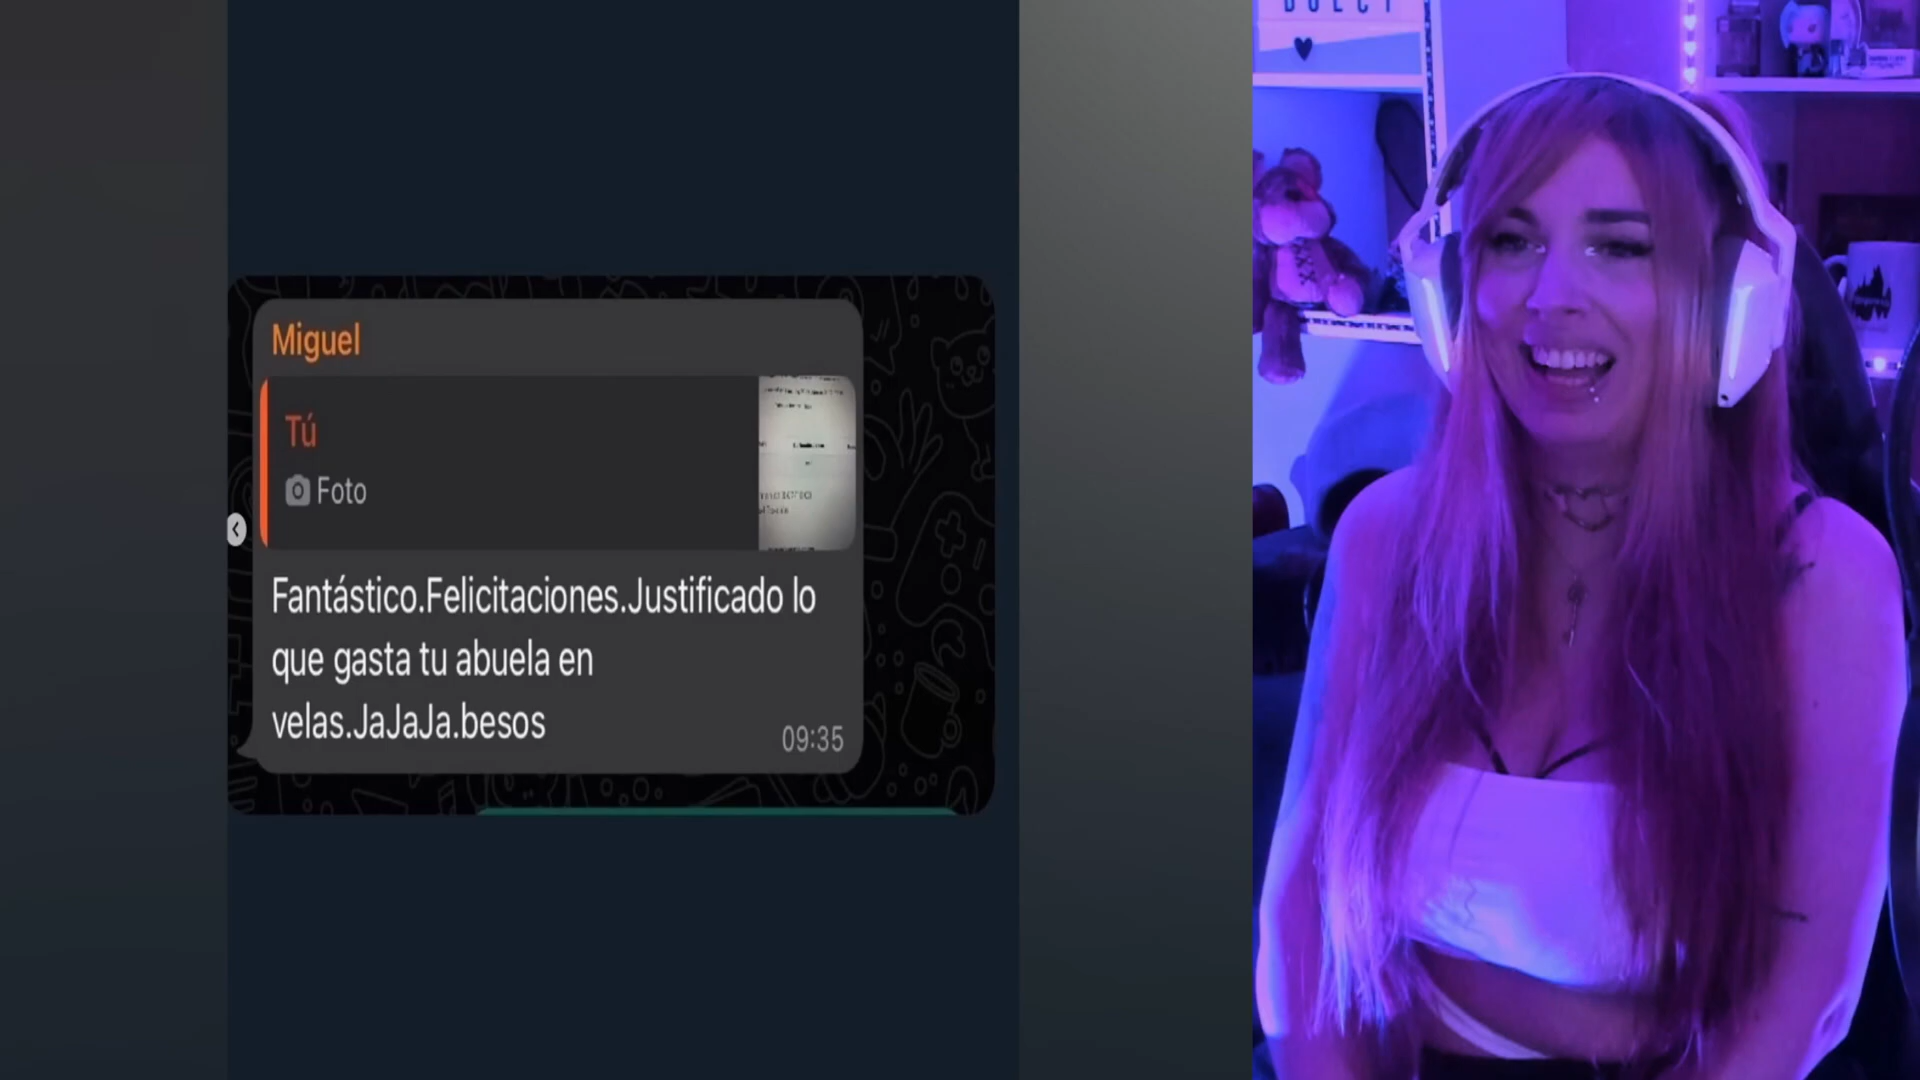 Miguel
Tú
Foto
Fantástico.Felicitaciones.Justificado lo
que gasta tu abuela en
velas.JaJaJa.besos
09:35